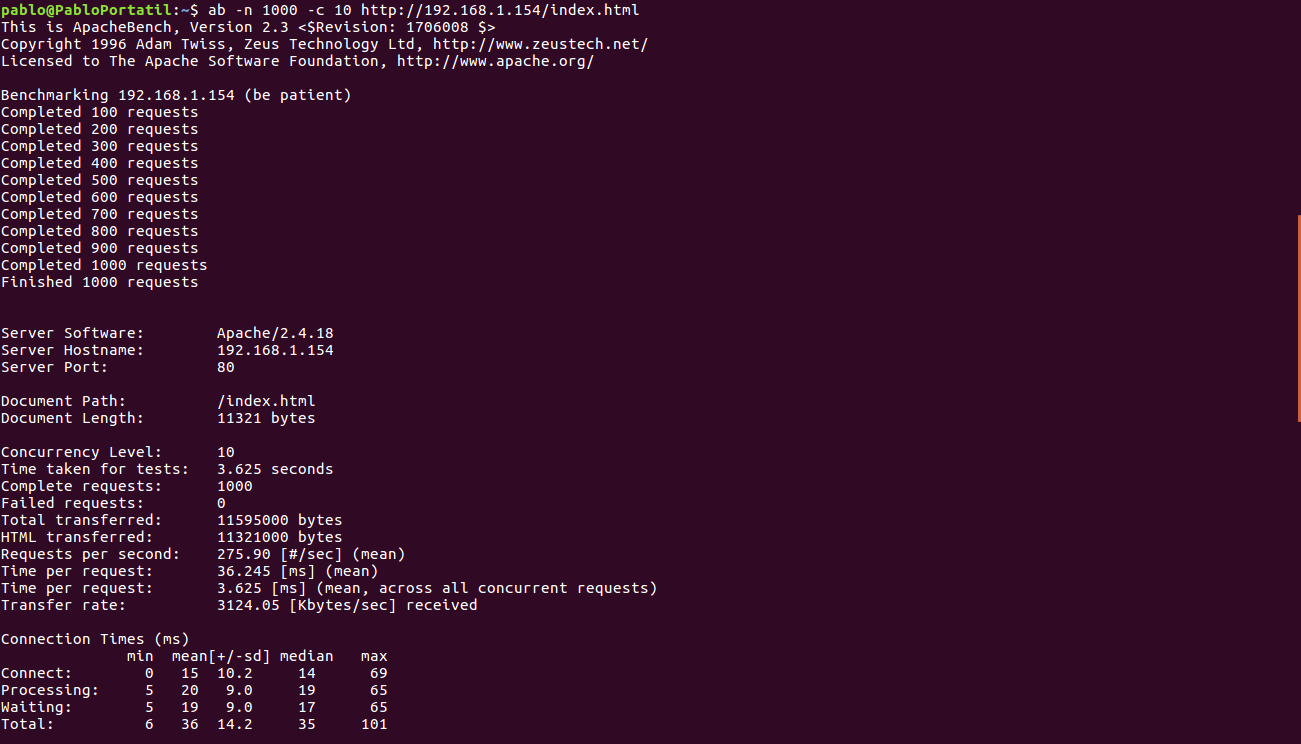 pablo@PabloPortatil:~$ ab -n 1000 -c 10 http://192.168.1.154/index.html
This is ApacheBench, Version 2.3 <$Revision: 1706008 $>
Copyright 1996 Adam Twiss, Zeus Technology Ltd, http://www.zeustech.net/
Licensed to The Apache Software Foundation, http://www.apache.org/

Benchmarking 192.168.1.154 (be patient)
Completed 100 requests
Completed 200 requests
Completed 300 requests
Completed 400 requests
Completed 500 requests
Completed 600 requests
Completed 700 requests
Completed 800 requests
Completed 900 requests
Completed 1000 requests
Finished 1000 requests


Server Software:        Apache/2.4.18
Server Hostname:        192.168.1.154
Server Port:            80

Document Path:          /index.html
Document Length:        11321 bytes

Concurrency Level:      10
Time taken for tests:   3.625 seconds
Complete requests:      1000
Failed requests:        0
Total transferred:      11595000 bytes
HTML transferred:       11321000 bytes
Requests per second:    275.90 [#/sec] (mean)
Time per request:       36.245 [ms] (mean)
Time per request:       3.625 [ms] (mean, across all concurrent requests)
Transfer rate:          3124.05 [Kbytes/sec] received

Connection Times (ms)
              min  mean[+/-sd] median   max
Connect:        0   15  10.2     14      69
Processing:     5   20   9.0     19      65
Waiting:        5   19   9.0     17      65
Total:          6   36  14.2     35     101